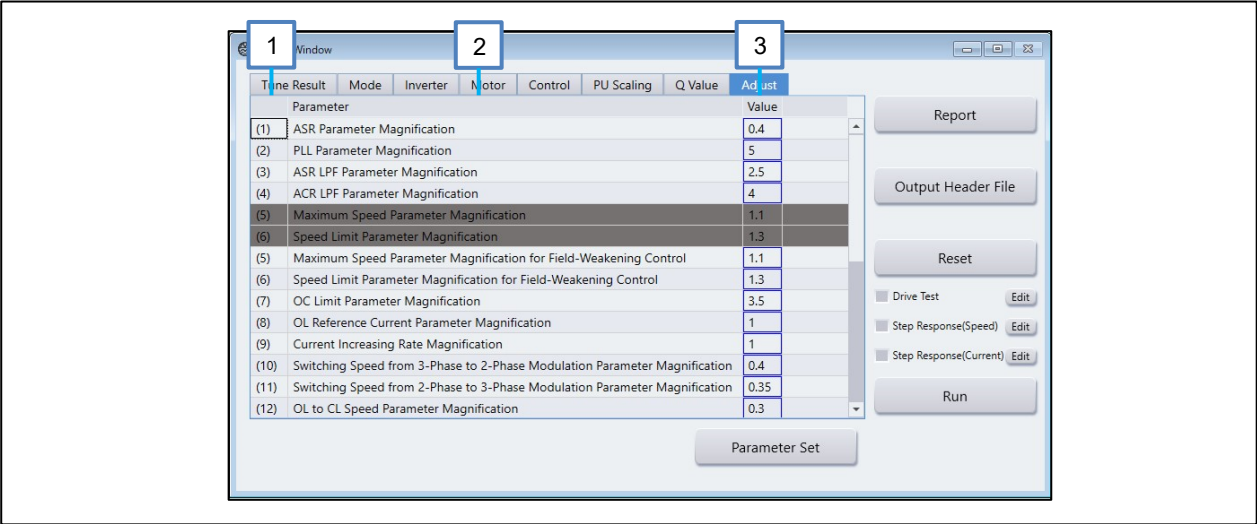 1 2 3
Window
Tune Result Mode Inverter Motor Control PU Scaling Q Value Adjust
Parameter Value
(1) ASR Parameter Magnification 0.4
(2) PLL Parameter Magnification 5
(3) ASR LPF Parameter Magnification 2.5
(4) ACR LPF Parameter Magnification 4
(5) Maximum Speed Parameter Magnification 1.1
(6) Speed Limit Parameter Magnification 1.3
(5) Maximum Speed Parameter Magnification for Field-Weakening Control 1.1
(6) Speed Limit Parameter Magnification for Field-Weakening Control 1.3
(7) OC Limit Parameter Magnification 3.5
(8) OL Reference Current Parameter Magnification 1
(9) Current Increasing Rate Magnification 1
(10) Switching Speed from 3-Phase to 2-Phase Modulation Parameter Magnification 0.4
(11) Switching Speed from 2-Phase to 3-Phase Modulation Parameter Magnification 0.35
(12) OL to CL Speed Parameter Magnification 0.3
Report
Output Header File
Reset
Drive Test Edit
Step Response(Speed) Edit
Step Response(Current) Edit
Run
Parameter Set